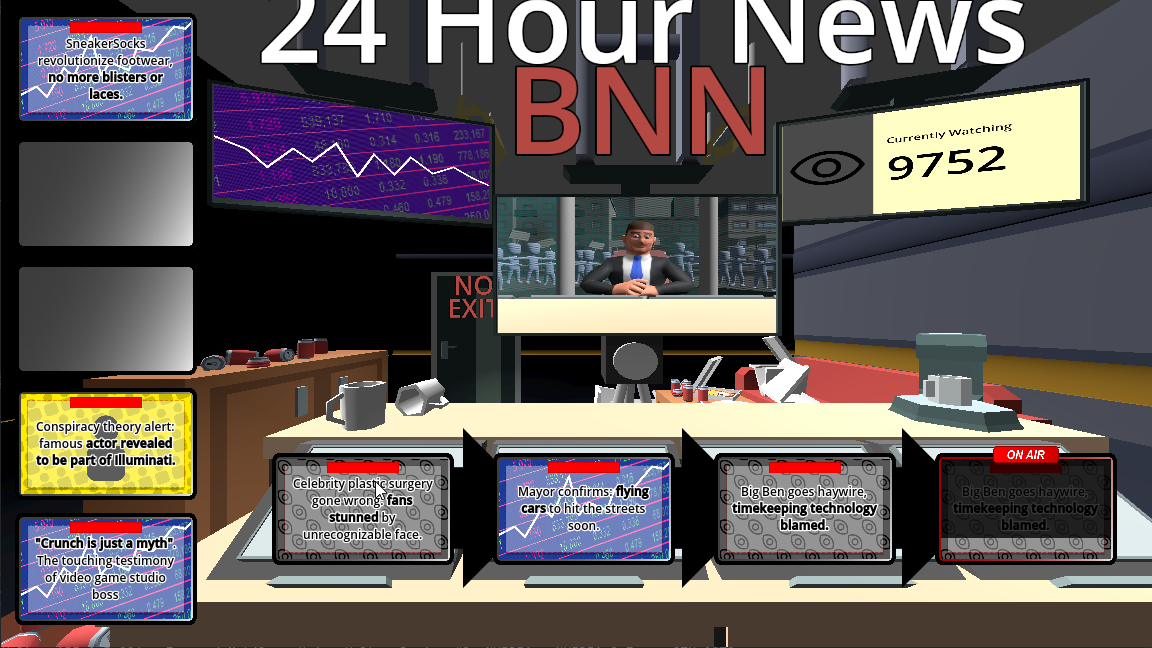 24 Hour News
BNN
SneakerSocks
revolutionize footwear,
no more blisters or
laces.
Currently Watching
9752
NO
EXIT
Conspiracy theory alert:
famous actor revealed
to be part of Illuminati.
"Crunch is just a myth".
The touching testimony
of video game studio
boss
Celebrity plastic surgery
gone wrong: fans
stunned by
unrecognizable face.
Mayor confirms: flying
cars to hit the streets
soon.
Big Ben goes haywire,
timekeeping technology
blamed.
ON AIR
Big Ben goes haywire,
timekeeping technology
blamed.